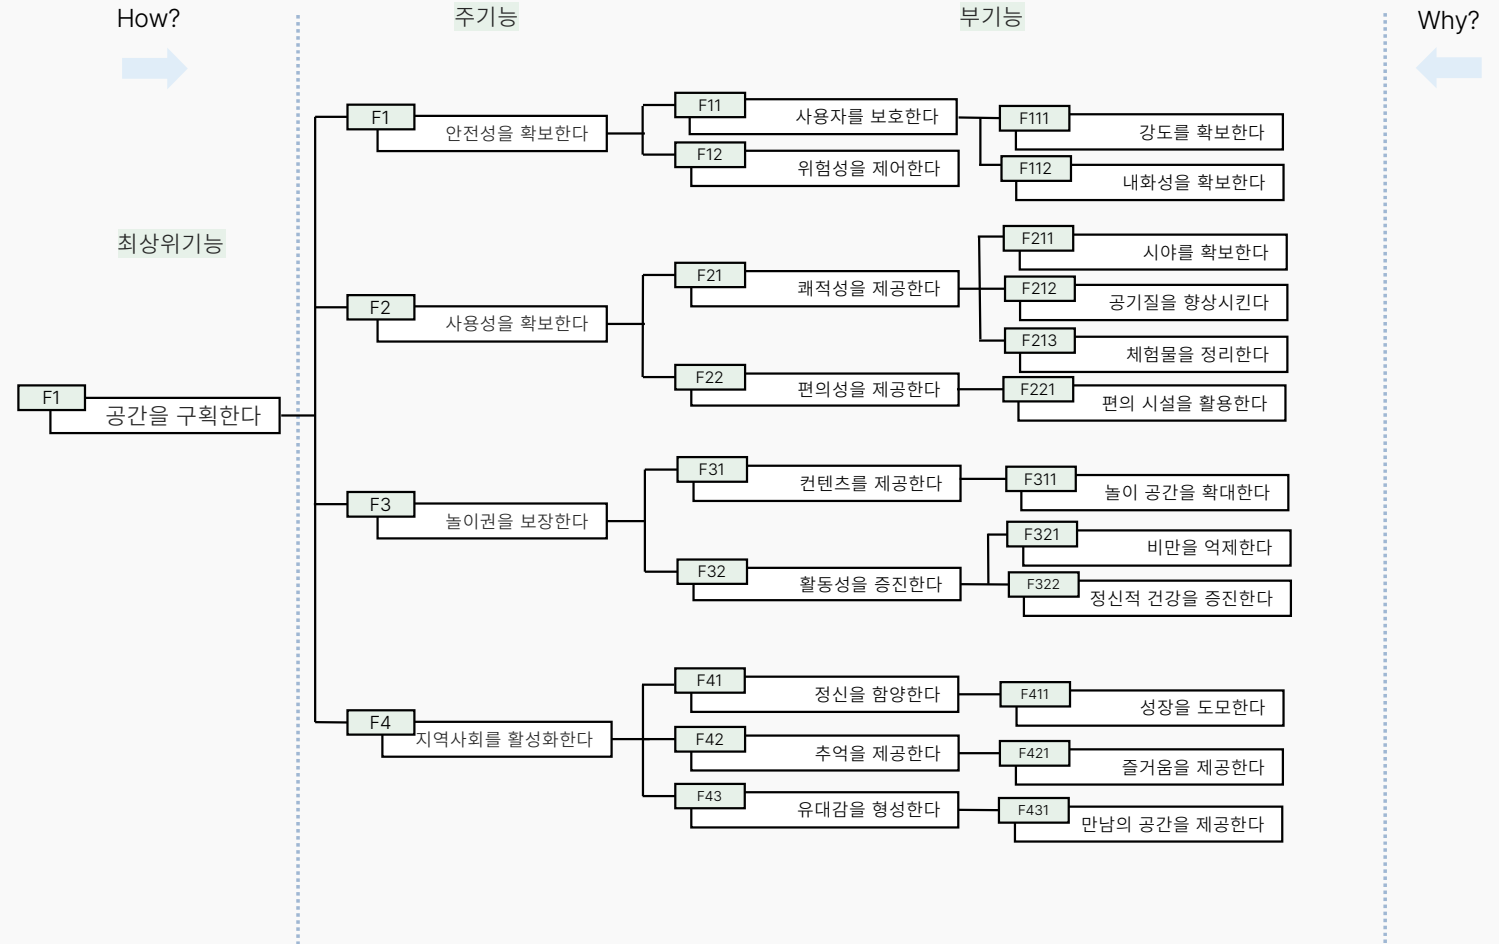 How?
주기능
부기능
Why?
최상위기능
F1
공간을 구획한다
F1
안전성을 확보한다
F11
사용자를 보호한다
F111
강도를 확보한다
F112
내화성을 확보한다
F12
위험성을 제어한다
F2
사용성을 확보한다
F21
쾌적성을 제공한다
F211
시야를 확보한다
F212
공기질을 향상시킨다
F213
체험물을 정리한다
F22
편의성을 제공한다
F221
편의 시설을 활용한다
F3
놀이권을 보장한다
F31
컨텐츠를 제공한다
F311
놀이 공간을 확대한다
F32
활동성을 증진한다
F321
비만을 억제한다
F322
정신적 건강을 증진한다
F4
지역사회를 활성화한다
F41
정신을 함양한다
F411
성장을 도모한다
F42
추억을 제공한다
F421
즐거움을 제공한다
F43
유대감을 형성한다
F431
만남의 공간을 제공한다